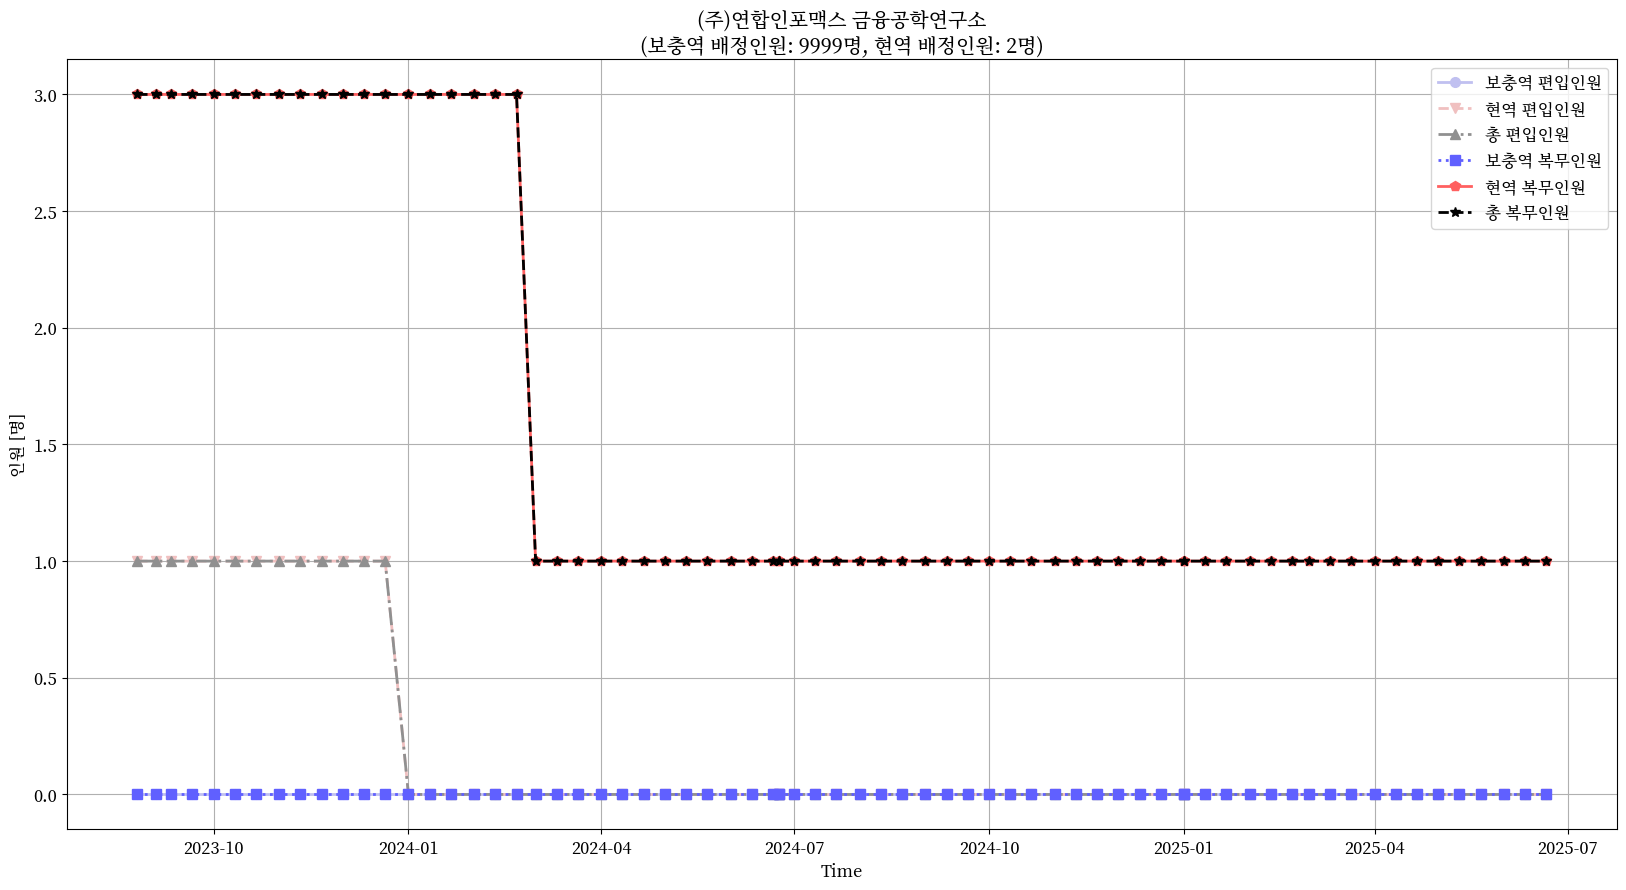 (주)연합인포맥스 금융공학연구소
(보충역 배정인원: 9999명, 현역 배정인원: 2명)
보충역 편입인원
현역 편입인원
총 편입인원
보충역 복무인원
현역 복무인원
총 복무인원
인원 [명]
3.0
2.5
2.0
1.5
1.0
0.5
0.0
2023-10
2024-01
2024-04
2024-07
2024-10
2025-01
2025-04
2025-07
Time